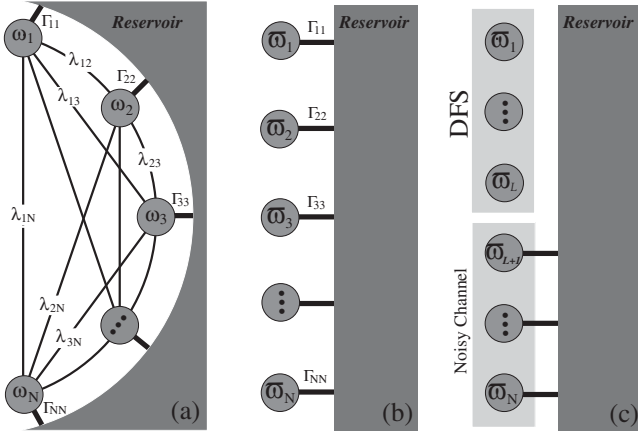 Reservoir
ω1
Γ11
λ12
λ13
Γ22
ω2
λ23
ω3
Γ33
λ1N
λ2N
λ3N
ωN
ΓNN
(a)
Reservoir
ϖ1
Γ11
ϖ2
Γ22
ϖ3
Γ33
ϖN
ΓNN
(b)
DFS
ϖ1
ϖL
Reservoir
Noisy Channel
ϖL+1
ϖN
(c)